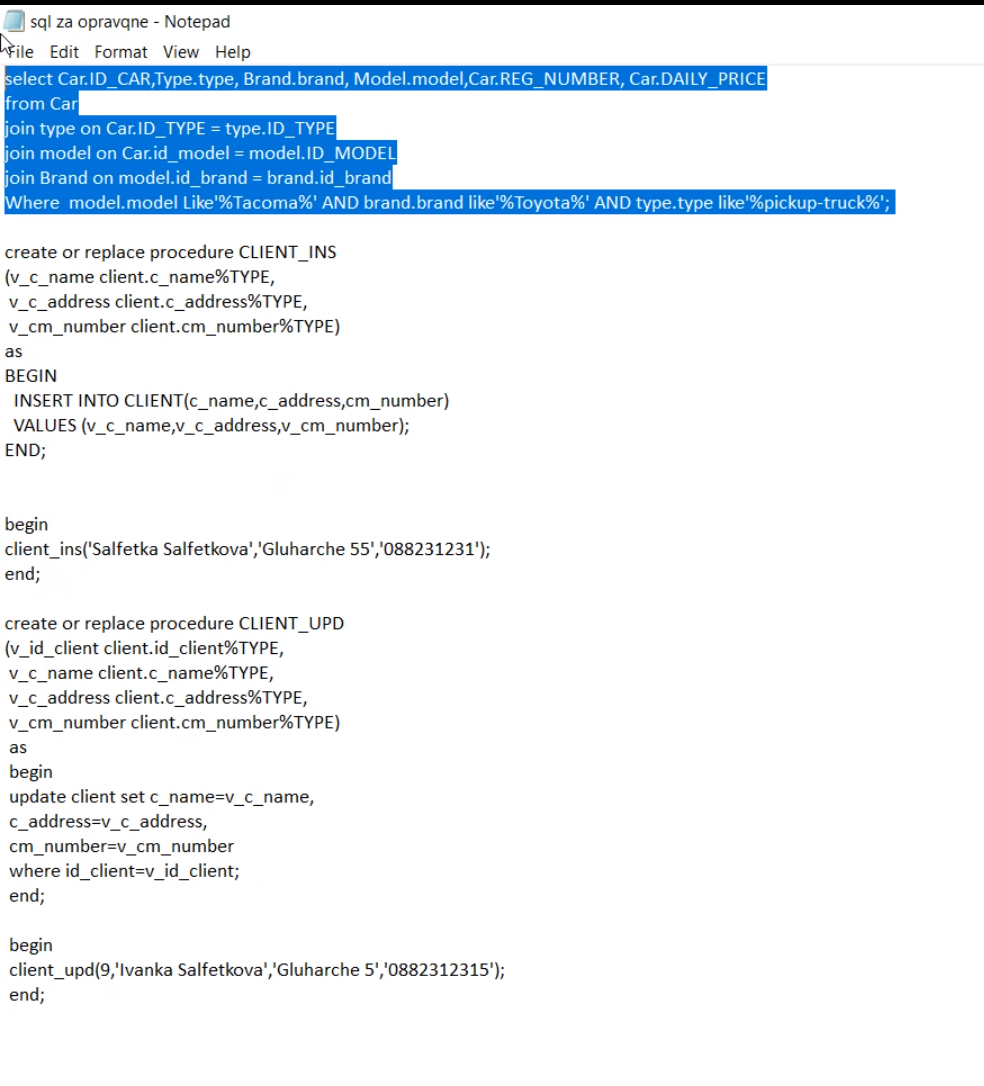 sql za opravqne - Notepad
File Edit Format View Help
select Car.ID_CAR,Type.type, Brand.brand, Model.model,Car.REG_NUMBER, Car.DAILY_PRICE
from Car
join type on Car.ID_TYPE = type.ID_TYPE
join model on Car.id_model = model.ID_MODEL
join Brand on model.id_brand = brand.id_brand
Where  model.model Like'%Tacoma%' AND brand.brand like'%Toyota%' AND type.type like'%pickup-truck%';
create or replace procedure CLIENT_INS
(v_c_name client.c_name%TYPE,
v_c_address client.c_address%TYPE,
v_cm_number client.cm_number%TYPE)
as
BEGIN
INSERT INTO CLIENT(c_name,c_address,cm_number)
VALUES (v_c_name,v_c_address,v_cm_number);
END;
begin
client_ins('Salfetka Salfetkova','Gluharche 55','088231231');
end;
create or replace procedure CLIENT_UPD
(v_id_client client.id_client%TYPE,
v_c_name client.c_name%TYPE,
v_c_address client.c_address%TYPE,
v_cm_number client.cm_number%TYPE)
as
begin
update client set c_name=v_c_name,
c_address=v_c_address,
cm_number=v_cm_number
where id_client=v_id_client;
end;
begin
client_upd(9,'Ivanka Salfetkova','Gluharche 5','0882312315');
end;